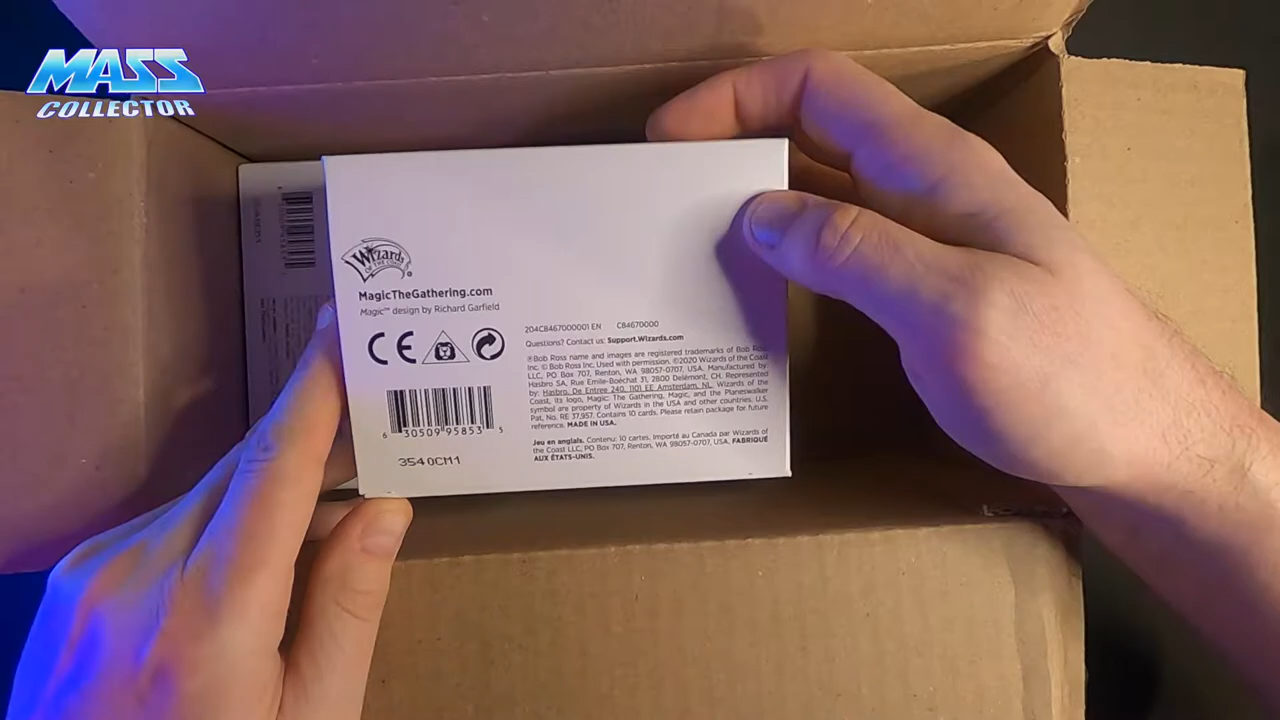 MASS
COLLECTOR
Wizards
OF THE COAST
MagicTheGathering.com
Magic™ design by Richard Garfield
CE
204CB467000001 EN CB4670000
Questions? Contact us: Support.Wizards.com
®Bob Ross name and images are registered trademarks of Bob Ross
Inc. © Bob Ross Inc. Used with permission. ©2020 Wizards of the Coast
LLC, PO Box 707, Renton, WA 98057-0707, USA. Manufactured by:
Hasbro SA, Rue Emile-Boéchat 31, 2800 Delémont, CH. Represented
by: Hasbro, De Entree 240, 1101 EE Amsterdam, NL. Wizards of the
Coast, its logo, Magic: The Gathering, Magic, and the Planeswalker
symbol are property of Wizards in the USA and other countries. U.S.
Pat. No. RE 37,957. Contains 10 cards. Please retain package for future
reference. MADE IN USA.
Jeu en anglais. Contenu: 10 cartes. Importé au Canada par Wizards of
the Coast LLC, PO Box 707, Renton, WA 98057-0707, USA. FABRIQUÉ
AUX ÉTATS-UNIS.
6 30509 95853 5
3540CM1